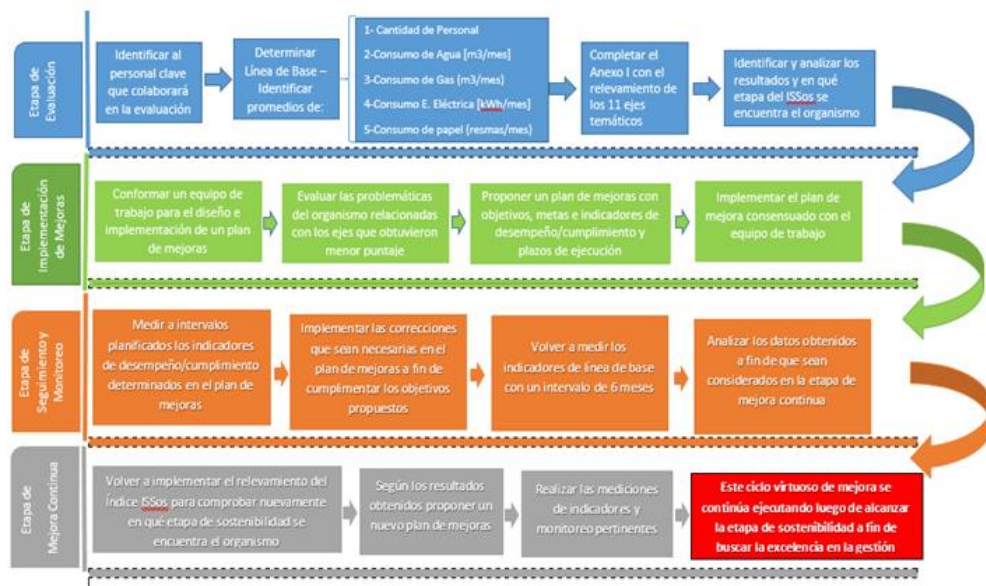 Etapa de
Evaluación
Identificar al
personal clave
que colaborará
en la evaluación
Determinar
Línea de Base –
Identificar
promedios de:
1- Cantidad de Personal
2-Consumo de Agua [m3/mes]
3-Consumo de Gas (m3/mes]
4-Consumo E. Eléctrica [kWh/mes]
5-Consumo de papel (resmas/mes)
Completar el
Anexo I con el
relevamiento de
los 11 ejes
temáticos
Identificar y analizar los
resultados y en qué
etapa del ISSos se
encuentra el organismo
Etapa de
Implementación
de Mejoras
Conformar un equipo de
trabajo para el diseño e
implementación de un plan
de mejoras
Evaluar las problemáticas
del organismo relacionadas
con los ejes que obtuvieron
menor puntaje
Proponer un plan de mejoras con
objetivos, metas e indicadores de
desempeño/cumplimiento y
plazos de ejecución
Implementar el plan de
mejora consensuado con el
equipo de trabajo
Etapa de
Seguimiento y
Monitoreo
Medir a intervalos
planificados los indicadores
de desempeño/cumplimiento
determinados en el plan de
mejoras
Implementar las correcciones
que sean necesarias en el
plan de mejoras a fin de
cumplimentar los objetivos
propuestos
Volver a medir los
indicadores de línea de base
con un intervalo de 6 meses
Analizar los datos obtenidos
a fin de que sean
considerados en la etapa de
mejora continua
Etapa de
Mejora Continua
Volver a implementar el relevamiento del
Índice ISSos para comprobar nuevamente
en qué etapa de sostenibilidad se
encuentra el organismo
Según los resultados
obtenidos proponer un
nuevo plan de mejoras
Realizar las mediciones
de indicadores y
monitoreo pertinentes
Este ciclo virtuoso de mejora se
continúa ejecutando luego de alcanzar
la etapa de sostenibilidad a fin de
buscar la excelencia en la gestión